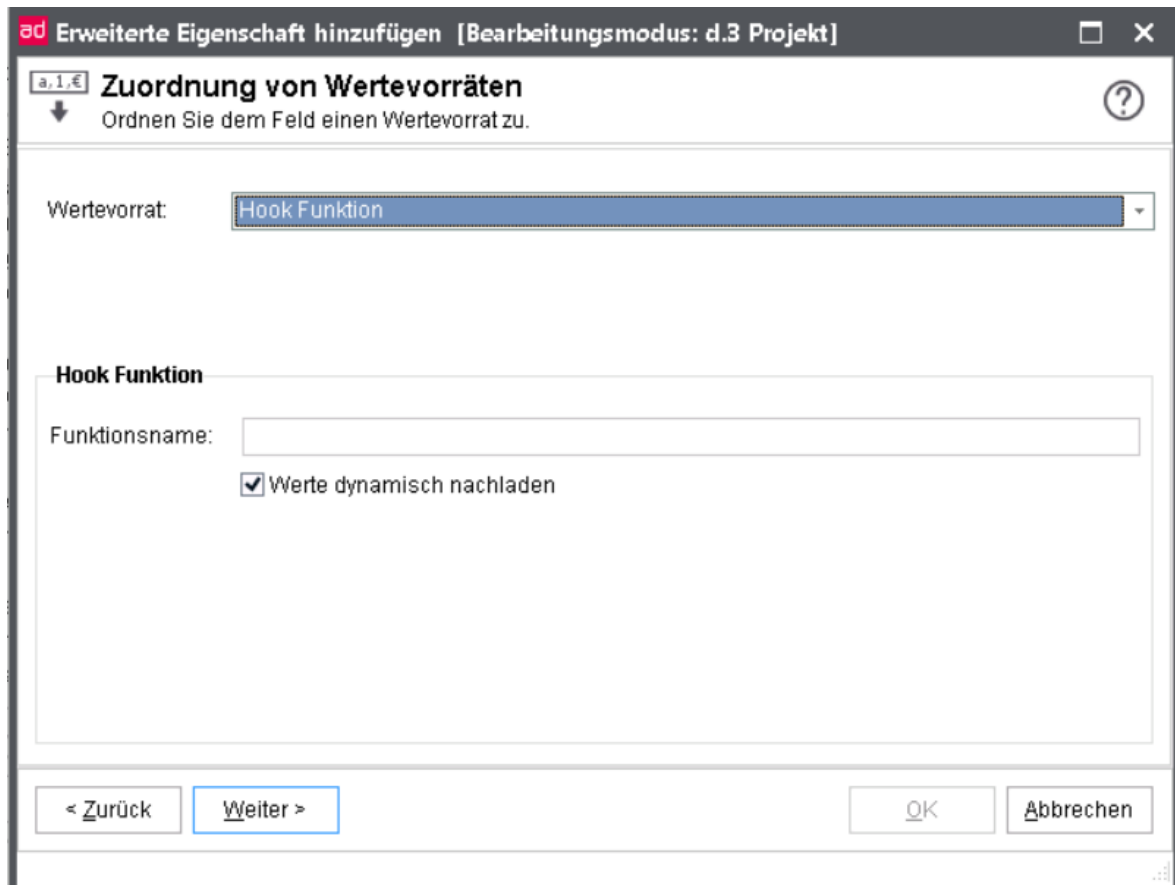 ad Erweiterte Eigenschaft hinzufügen [Bearbeitungsmodus: d.3 Projekt]
a,1,€ Zuordnung von Wertevorräten
Ordnen Sie dem Feld einen Wertevorrat zu.
?
Wertevorrat: Hook Funktion
Hook Funktion
Funktionsname:
Werte dynamisch nachladen
< Zurück Weiter > OK Abbrechen